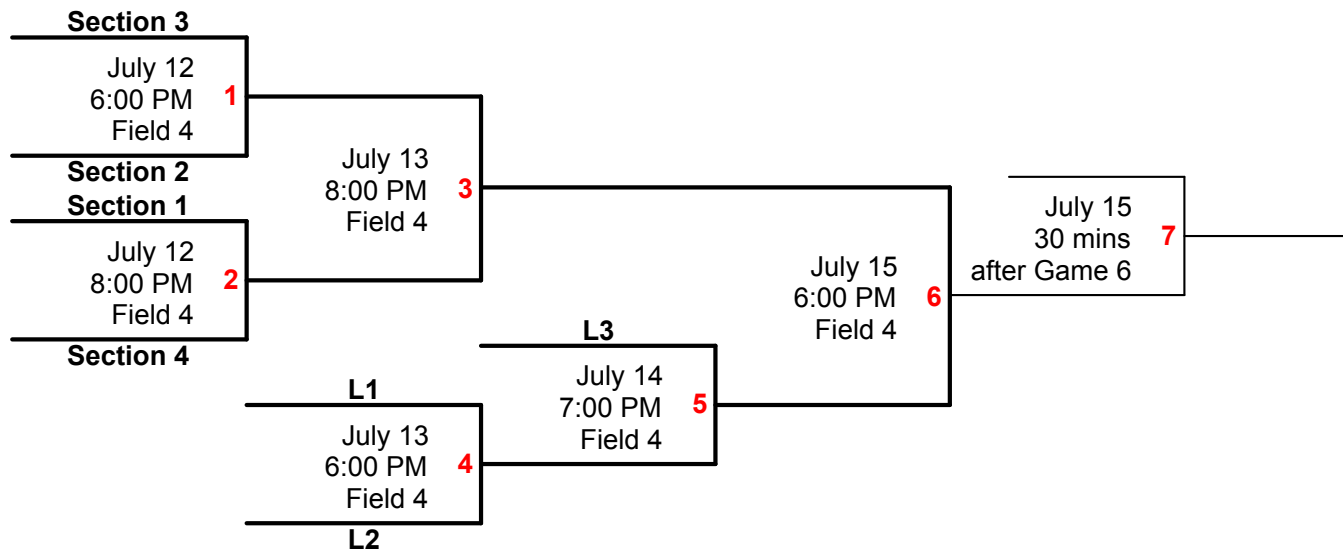 Section 3
July 12
6:00 PM
Field 4
1
Section 2
Section 1
July 12
8:00 PM
Field 4
2
Section 4
July 13
8:00 PM
Field 4
3
L1
July 13
6:00 PM
Field 4
4
L2
L3
July 14
7:00 PM
Field 4
5
July 15
6:00 PM
Field 4
6
July 15
30 mins
after Game 6
7